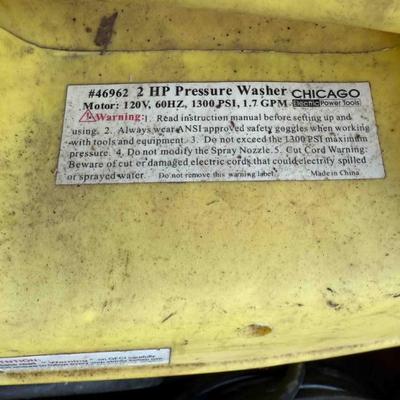 #46962 2 HP Pressure Washer CHICAGO
Motor: 120V, 60HZ, 1300 PSI, 1.7 GPM Electric Power Tools
Warning: 1. Read instruction manual before setting up and
using. 2. Always wear ANSI approved safety goggles when working
with tools and equipment. 3. Do not exceed the 1300 PSI maximum
pressure. 4. Do not modify the Spray Nozzle. 5. Cut Cord Warning:
Beware of cut or damaged electric cords that could electrify spilled
or sprayed water. Do not remove this warning label. Made in China
"Warning" on GFCI carefully